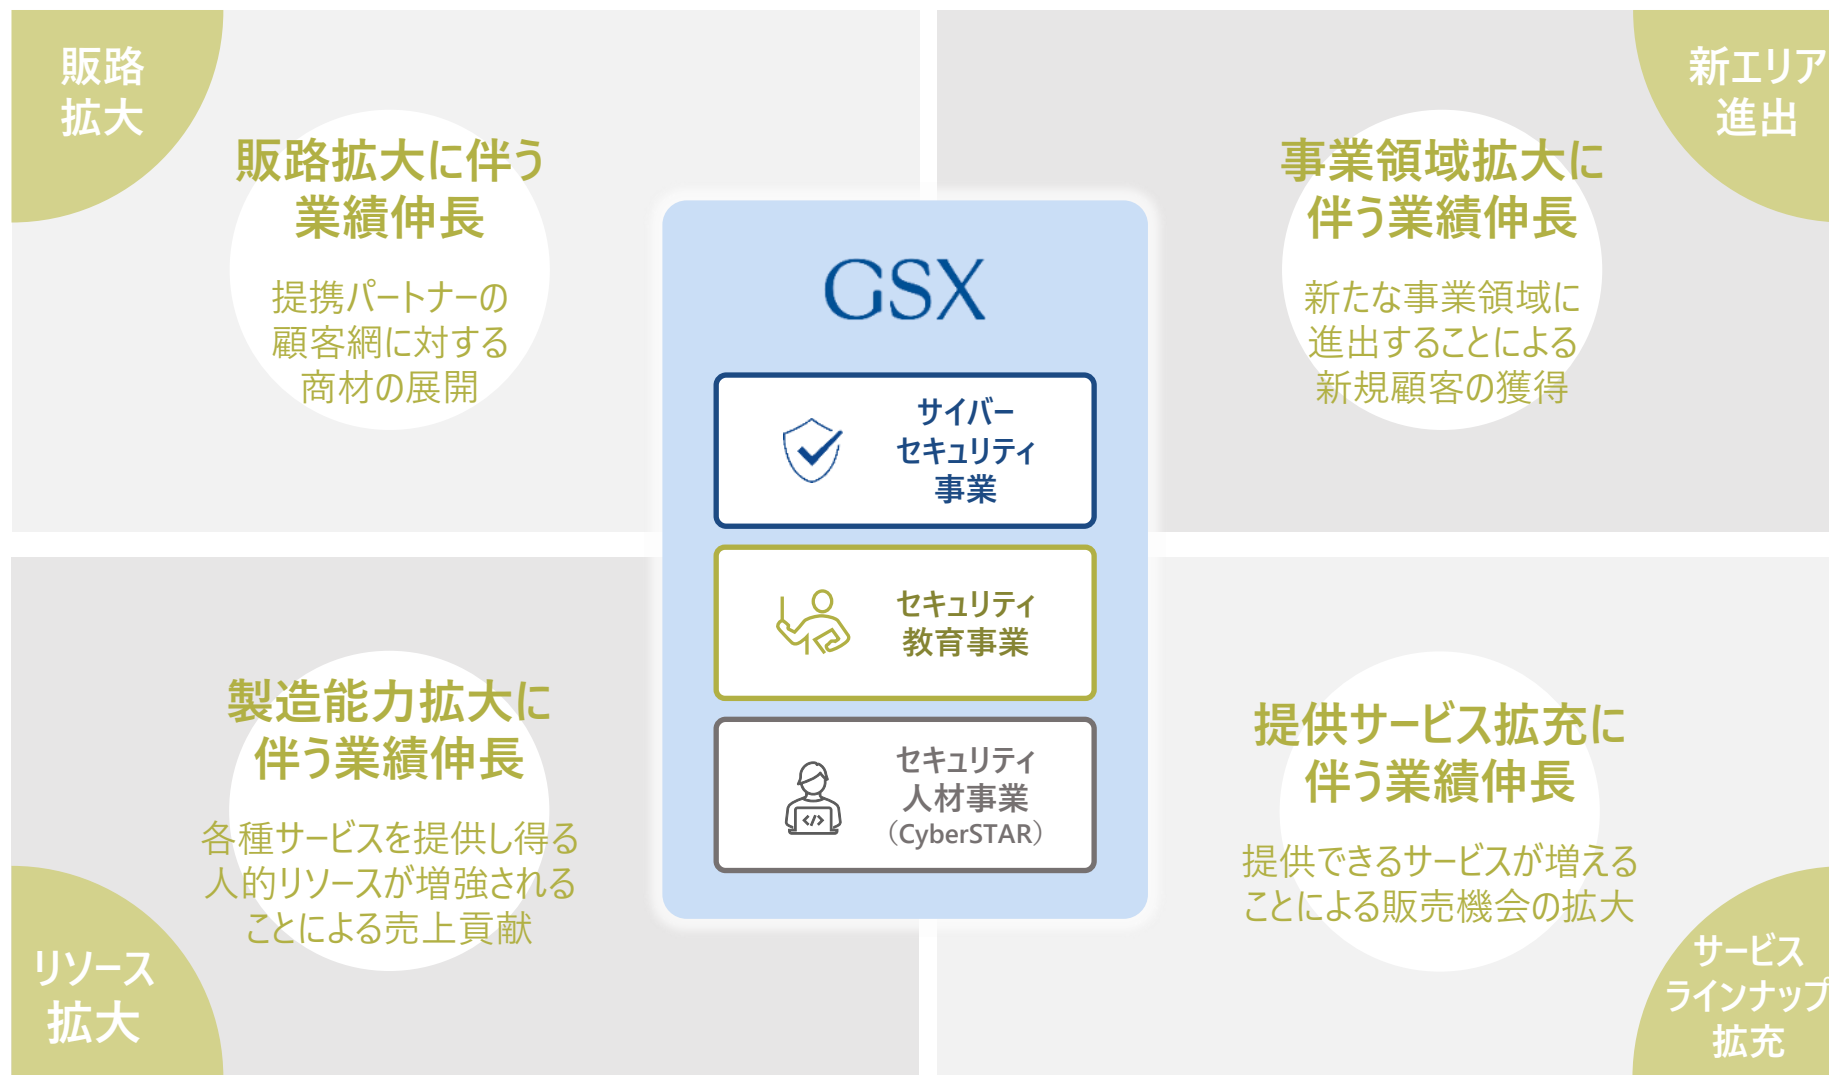 販路
拡大
販路拡大に伴う
業績伸長
提携パートナーの
顧客網に対する
商材の展開
新エリア
進出
事業領域拡大に
伴う業績伸長
新たな事業領域に
進出することによる
新規顧客の獲得
GSX
サイバー
セキュリティ
事業
セキュリティ
教育事業
セキュリティ
人材事業
（CyberSTAR）
製造能力拡大に
伴う業績伸長
各種サービスを提供し得る
人的リソースが増強される
ことによる売上貢献
リソース
拡大
提供サービス拡充に
伴う業績伸長
提供できるサービスが増える
ことによる販売機会の拡大
サービス
ラインナップ
拡充